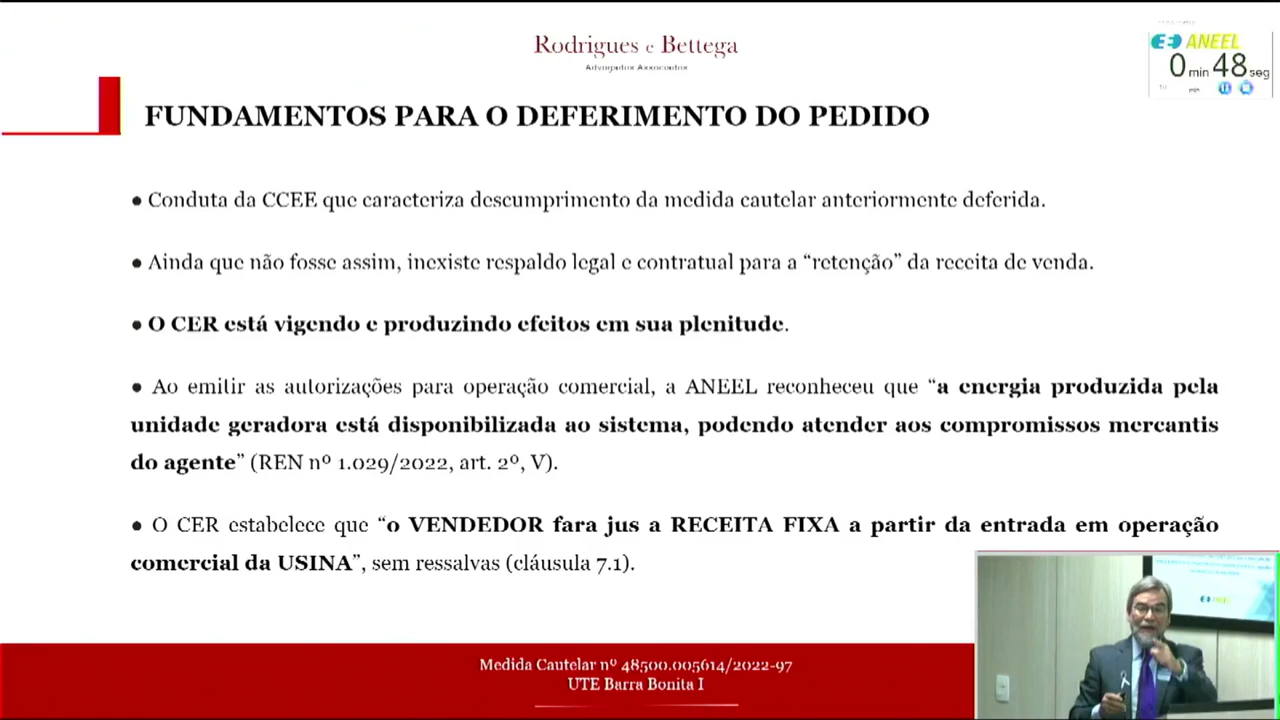 Rodrigues e Bettega
Advogados Associados
ANEEL
0 min 48 seg
10 min
FUNDAMENTOS PARA O DEFERIMENTO DO PEDIDO
● Conduta da CCEE que caracteriza descumprimento da medida cautelar anteriormente deferida.
● Ainda que não fosse assim, inexiste respaldo legal e contratual para a “retenção” da receita de venda.
● O CER está vigendo e produzindo efeitos em sua plenitude.
● Ao emitir as autorizações para operação comercial, a ANEEL reconheceu que “a energia produzida pela
unidade geradora está disponibilizada ao sistema, podendo atender aos compromissos mercantis
do agente” (REN nº 1.029/2022, art. 2º, V).
● O CER estabelece que “o VENDEDOR fara jus a RECEITA FIXA a partir da entrada em operação
comercial da USINA”, sem ressalvas (cláusula 7.1).
Medida Cautelar nº 48500.005614/2022-97
UTE Barra Bonita I